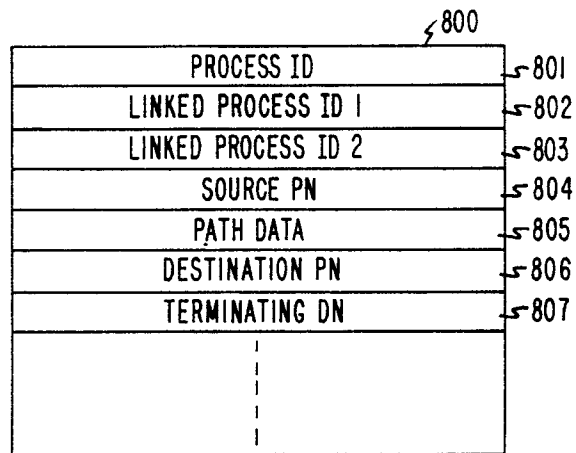 800
PROCESS ID 801
LINKED PROCESS ID 1 802
LINKED PROCESS ID 2 803
SOURCE PN 804
PATH DATA 805
DESTINATION PN 806
TERMINATING DN 807